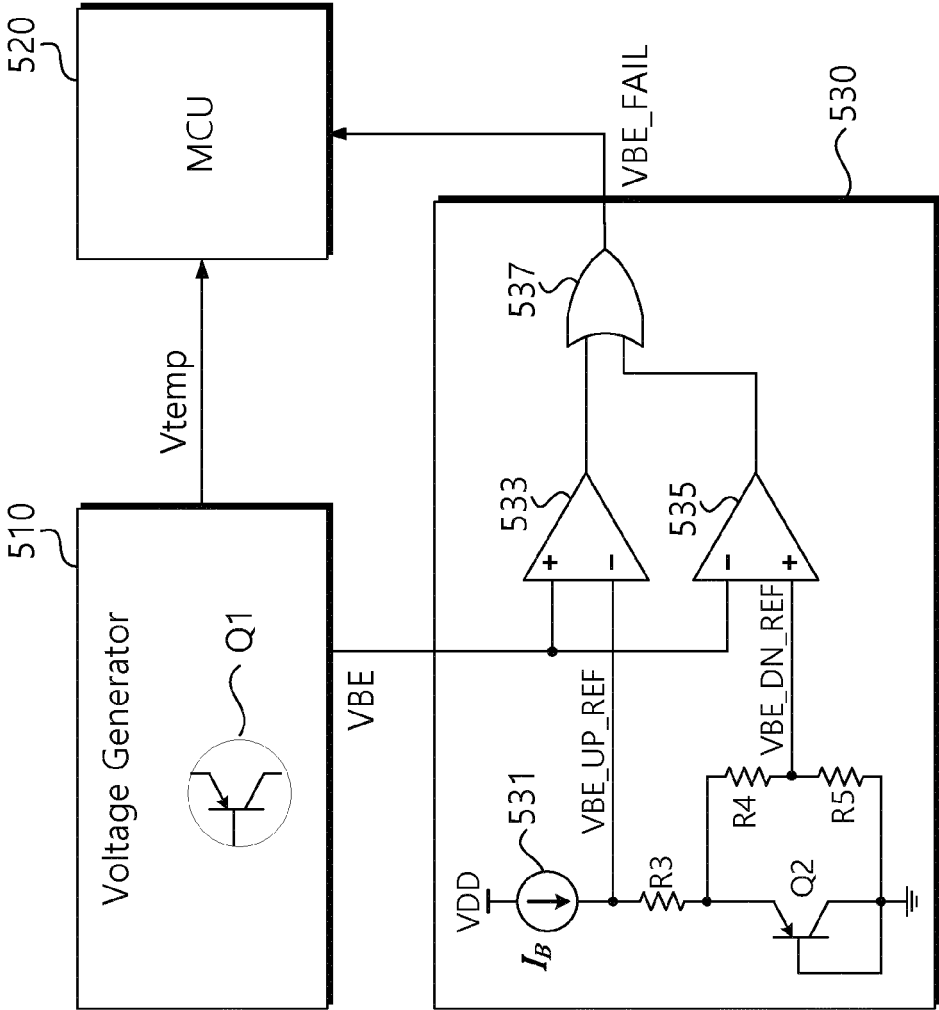 510
Voltage Generator
Q1
Vtemp
520
MCU
VBE
VBE_FAIL
530
VDD
531
I_B
VBE_UP_REF
R3
R4
R5
Q2
VBE_DN_REF
533
+
−
535
−
+
537